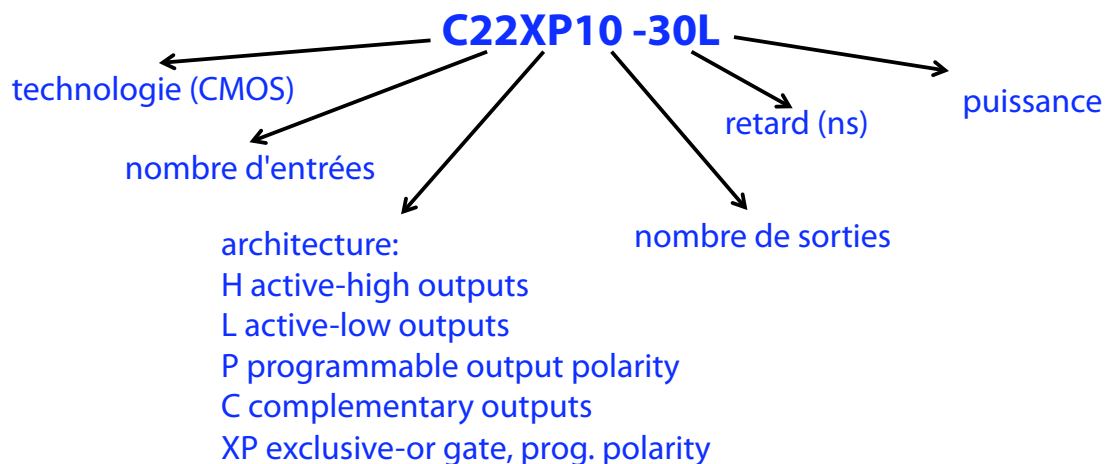 C22XP10 -30L
technologie (CMOS)
puissance
retard (ns)
nombre d'entrées
nombre de sorties
architecture:
H active-high outputs
L active-low outputs
P programmable output polarity
C complementary outputs
XP exclusive-or gate, prog. polarity